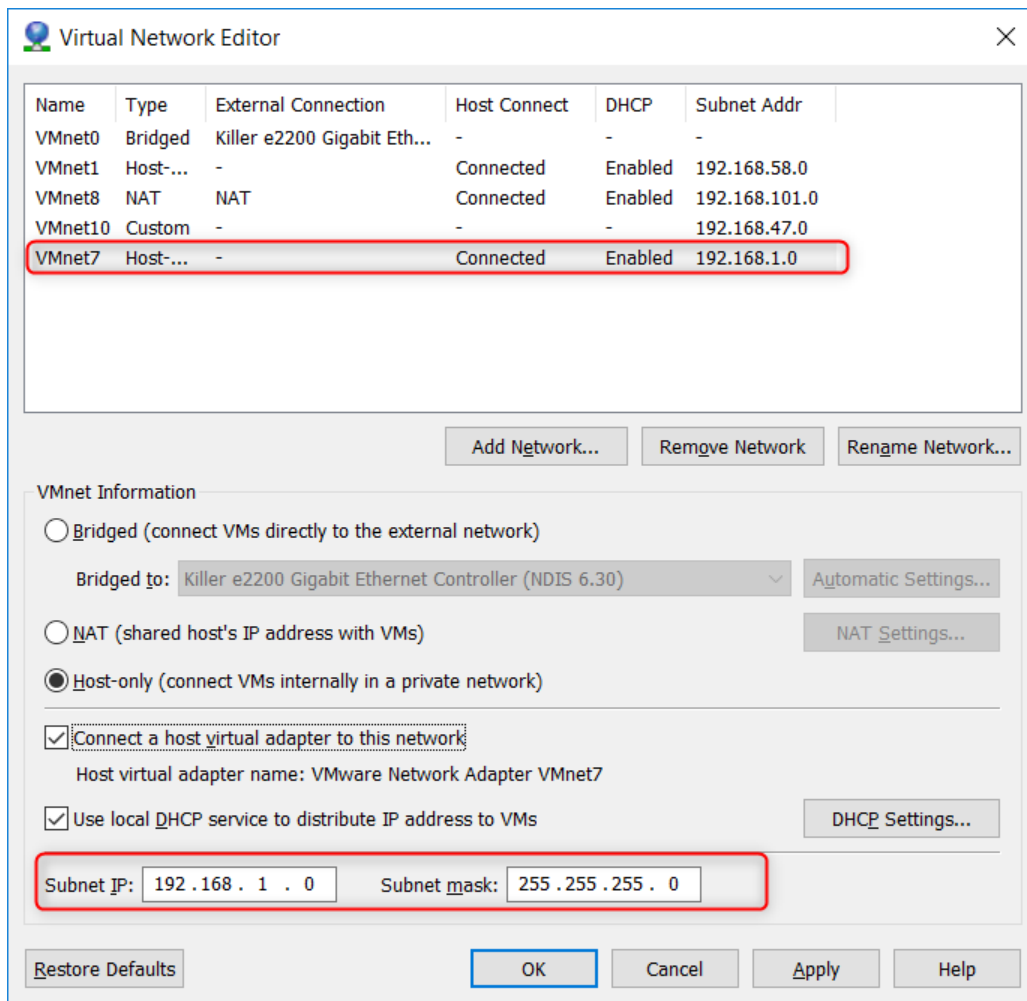 Virtual Network Editor
Name Type External Connection Host Connect DHCP Subnet Addr
VMnet0 Bridged Killer e2200 Gigabit Eth... - - -
VMnet1 Host-... - Connected Enabled 192.168.58.0
VMnet8 NAT NAT Connected Enabled 192.168.101.0
VMnet10 Custom - - - 192.168.47.0
VMnet7 Host-... - Connected Enabled 192.168.1.0
Add Network... Remove Network Rename Network...
VMnet Information
Bridged (connect VMs directly to the external network)
Bridged to: Killer e2200 Gigabit Ethernet Controller (NDIS 6.30) Automatic Settings...
NAT (shared host's IP address with VMs) NAT Settings...
Host-only (connect VMs internally in a private network)
Connect a host virtual adapter to this network
Host virtual adapter name: VMware Network Adapter VMnet7
Use local DHCP service to distribute IP address to VMs DHCP Settings...
Subnet IP: 192 . 168 . 1 . 0 Subnet mask: 255 . 255 . 255 . 0
Restore Defaults OK Cancel Apply Help